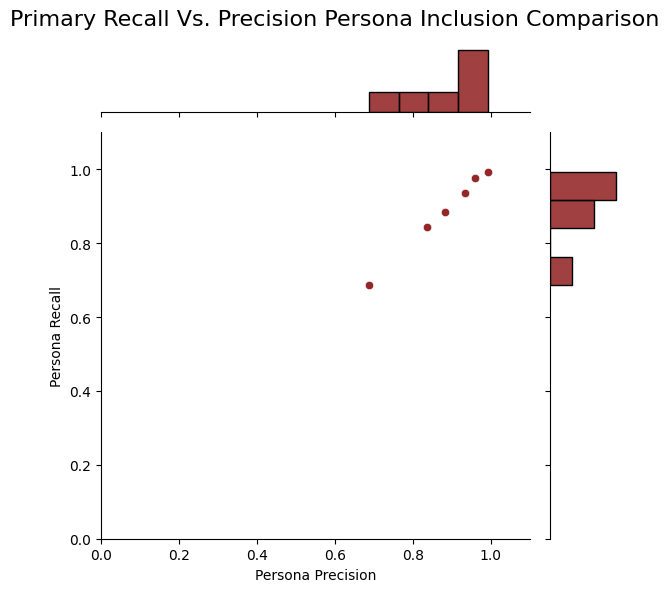 Primary Recall Vs. Precision Persona Inclusion Comparison
1.0
0.8
0.6
0.4
0.2
0.0
Persona Recall
0.0 0.2 0.4 0.6 0.8 1.0
Persona Precision